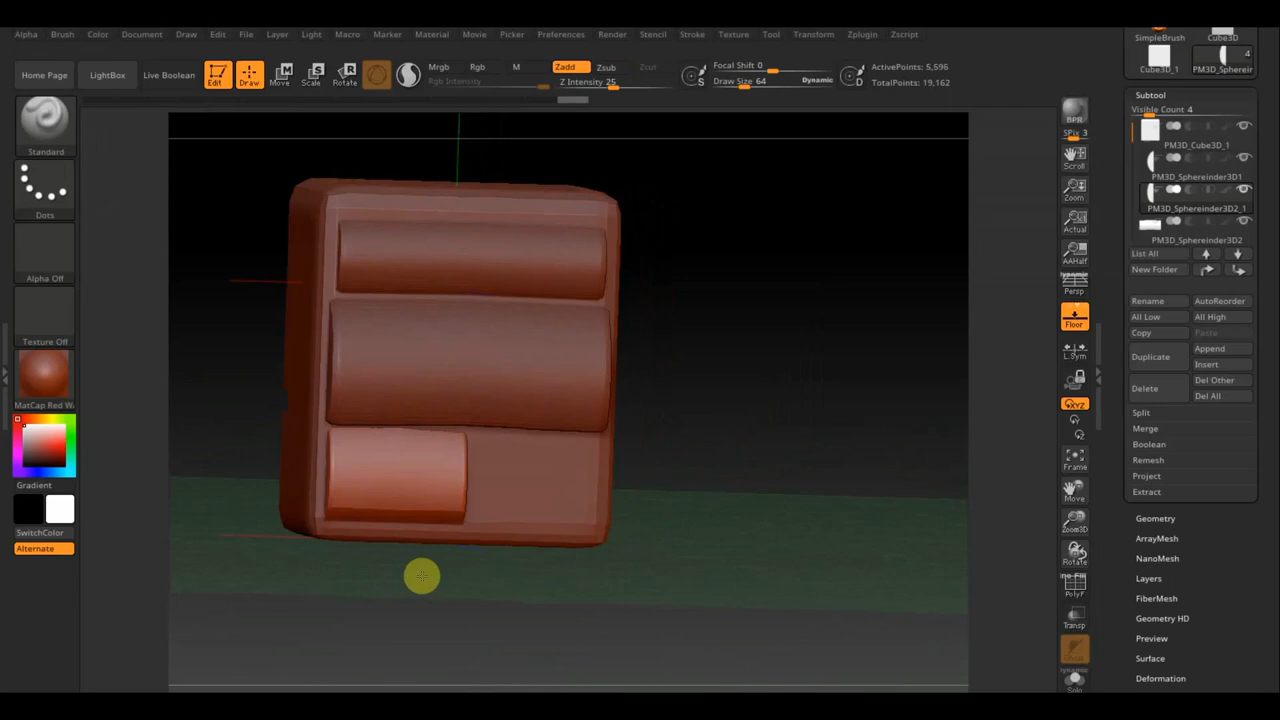 Alpha Brush Color Document Draw Edit File Layer Light Macro Marker Material Movie Picker Preferences Render Stencil Stroke Texture Tool Transform Zplugin Zscript
SimpleBrush Cube3D
Cube3D_1 PM3D_Sphereir
4
Home Page LightBox Live Boolean Edit Draw Move Scale Rotate
Mrgb Rgb M Zadd Zsub Zcut
Rgb Intensity Z Intensity 25
Focal Shift 0
Draw Size 64 Dynamic
S D
ActivePoints: 5,596
TotalPoints: 19,162
Standard
Dots
Alpha Off
Texture Off
MatCap Red Wa
Gradient
SwitchColor
Alternate
BPR
SPix 3
Scroll
Zoom
Actual
AAHalf
Dynamic
Persp
Floor
L.Sym
XYZ
Y
Z
Frame
Move
Zoom3D
Rotate
PolyF
Transp
Dynamic
Solo
Subtool
Visible Count 4
PM3D_Cube3D_1
PM3D_Sphereinder3D1
PM3D_Sphereinder3D2_1
PM3D_Sphereinder3D2
List All
New Folder
Rename AutoReorder
All Low All High
Copy Paste
Duplicate Append
Insert
Delete Del Other
Del All
Split
Merge
Boolean
Remesh
Project
Extract
Geometry
ArrayMesh
NanoMesh
Layers
FiberMesh
Geometry HD
Preview
Surface
Deformation